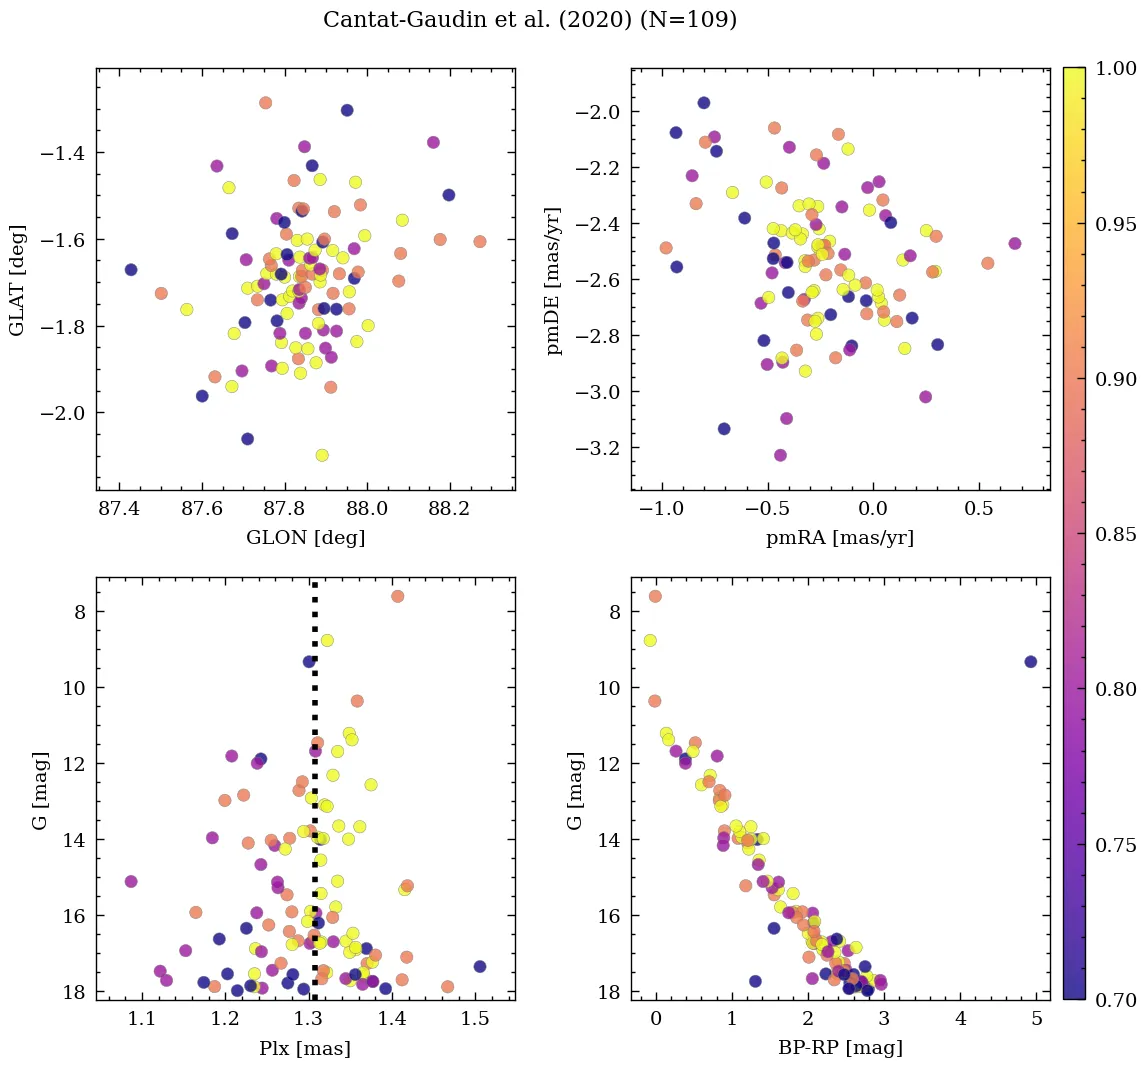 Cantat-Gaudin et al. (2020) (N=109)
−1.4
−1.6
−1.8
−2.0
GLAT [deg]
87.4 87.6 87.8 88.0 88.2
GLON [deg]
−2.0
−2.2
−2.4
−2.6
−2.8
−3.0
−3.2
pmDE [mas/yr]
−1.0 −0.5 0.0 0.5
pmRA [mas/yr]
8
10
12
14
16
18
G [mag]
1.1 1.2 1.3 1.4 1.5
Plx [mas]
8
10
12
14
16
18
G [mag]
0 1 2 3 4 5
BP-RP [mag]
1.00
0.95
0.90
0.85
0.80
0.75
0.70